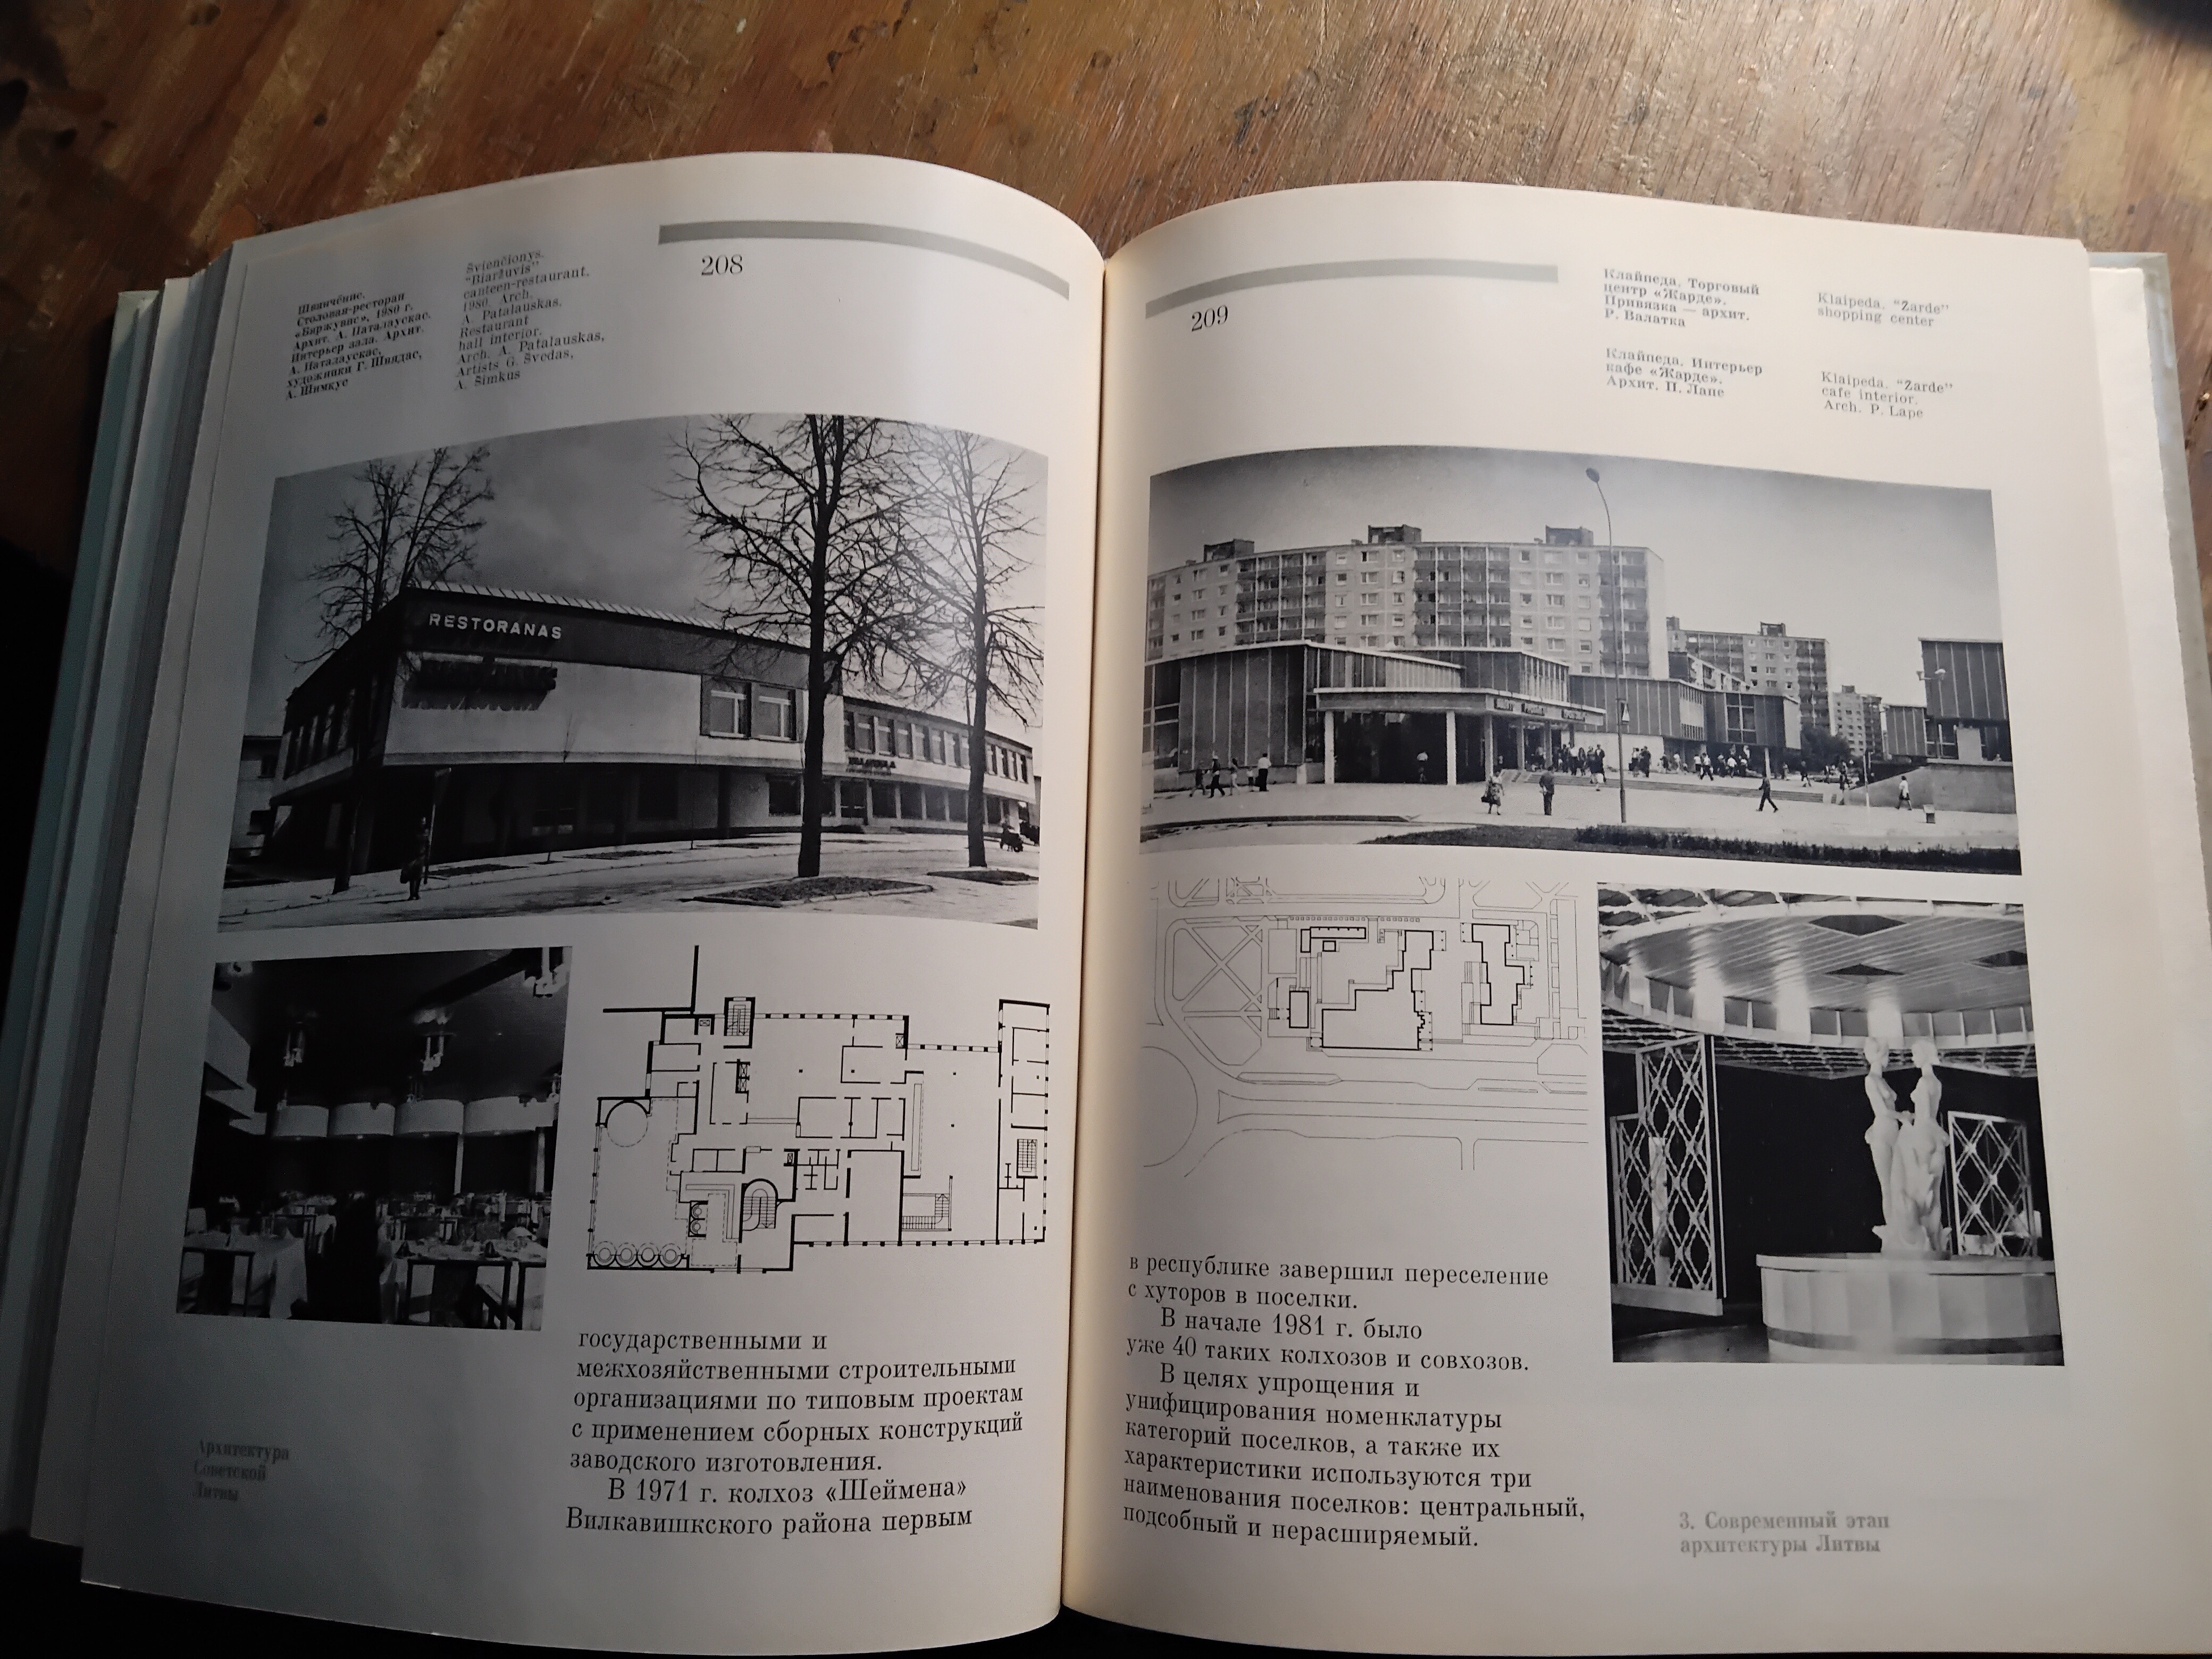 208
Швянчёние.
Столовая-ресторан
«Бяржувис», 1980 г.
Архит. А. Паталаускас.
Интерьер зала. Архит.
А. Паталаускас,
художники Г. Швядас,
А. Шимкус
Švienčionys.
“Biaržuvis”
canteen-restaurant.
1980. Arch.
A. Patalauskas.
Restaurant
hall interior.
Arch. A. Patalauskas,
Artists G. Švedas,
A. Šimkus
RESTORANAS
государственными и
межхозяйственными строительными
организациями по типовым проектам
с применением сборных конструкций
заводского изготовления.
В 1971 г. колхоз «Шеймена»
Вилкавишкского района первым
Архитектура
Советской
Литвы
209
Клайпеда. Торговый
центр «Жарде».
Привязка — архит.
Р. Валатка
Klaipeda. “Žarde”
shopping center
Клайпеда. Интерьер
кафе «Жарде».
Архит. П. Лапе
Klaipeda. “Žarde”
cafe interior.
Arch. P. Lape
в республике завершил переселение
с хуторов в поселки.
В начале 1981 г. было
уже 40 таких колхозов и совхозов.
В целях упрощения и
унифицирования номенклатуры
категорий поселков, а также их
характеристики используются три
наименования поселков: центральный,
подсобный и нерасширяемый.
3. Современный этап
архитектуры Литвы